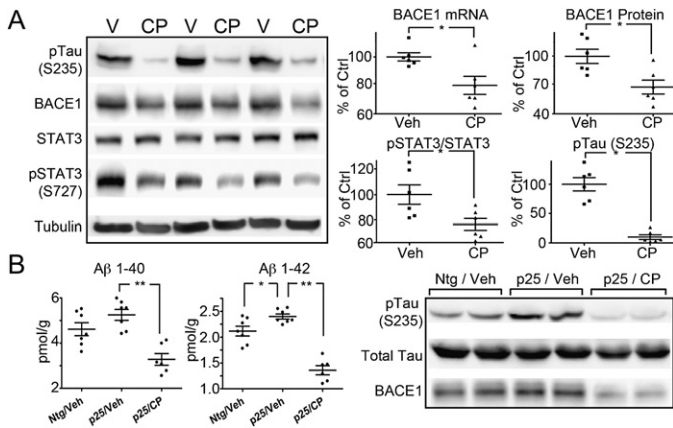 A
V CP V CP V CP
pTau
(S235)
BACE1
STAT3
pSTAT3
(S727)
Tubulin
BACE1 mRNA
*
% of Ctrl
120
100
80
60
Veh CP
BACE1 Protein
*
% of Ctrl
120
100
70
40
Veh CP
pSTAT3/STAT3
*
% of Ctrl
120
100
80
60
Veh CP
pTau (S235)
*
% of Ctrl
100
50
0
Veh CP
B
Aβ 1-40
**
pmol/g
6
4
2
Ntg/Veh p25/Veh p25/CP
Aβ 1-42
* **
pmol/g
2.5
2.0
1.5
1.0
Ntg/Veh p25/Veh p25/CP
Ntg / Veh p25 / Veh p25 / CP
pTau
(S235)
Total Tau
BACE1